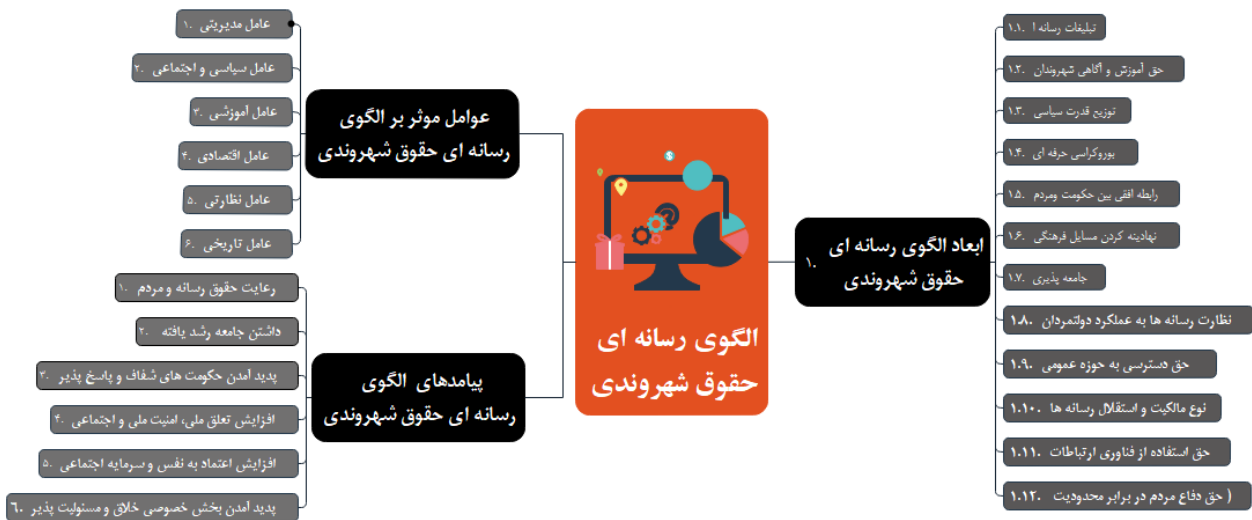 الگوی رسانه ای
حقوق شهروندی
۱. ابعاد الگوی رسانه ای
حقوق شهروندی
۱.۱. تبلیغات رسانه ا
۱.۲. حق آموزش و آگاهی شهروندان
۱.۳. توزیع قدرت سیاسی
۱.۴. بوروکراسی حرفه ای
۱.۵. رابطه افقی بین حکومت ومردم
۱.۶. نهادینه کردن مسایل فرهنگی
۱.۷. جامعه پذیری
۱.۸. نظارت رسانه ها به عملکرد دولتمردان
۱.۹. حق دسترسی به حوزه عمومی
۱.۱۰. نوع مالکیت و استقلال رسانه ها
۱.۱۱. حق استفاده از فناوری ارتباطات
۱.۱۲. حق دفاع مردم در برابر محدودیت (
عوامل موثر بر الگوی
رسانه ای حقوق شهروندی
۱. عامل مدیریتی
۲. عامل سیاسی و اجتماعی
۳. عامل آموزشی
۴. عامل اقتصادی
۵. عامل نظارتی
۶. عامل تاریخی
پیامدهای الگوی
رسانه ای حقوق شهروندی
۱. رعایت حقوق رسانه و مردم
۲. داشتن جامعه رشد یافته
۳. پدید آمدن حکومت های شفاف و پاسخ پذیر
۴. افزایش تعلق ملی، امنیت ملی و اجتماعی
۵. افزایش اعتماد به نفس و سرمایه اجتماعی
۶. پدید آمدن بخش خصوصی خلاق و مسئولیت پذیر